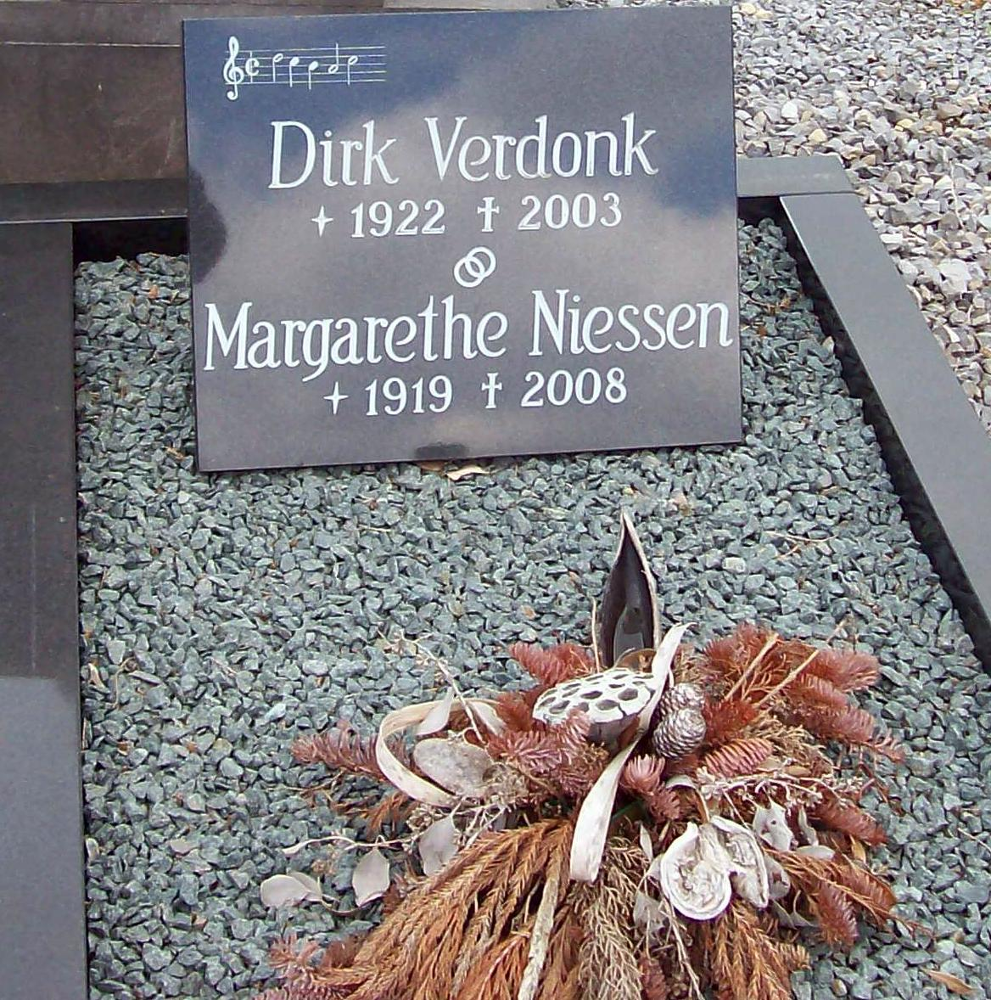 Dirk Verdonk
✦ 1922 ✝ 2003
Margarethe Niessen
✦ 1919 ✝ 2008